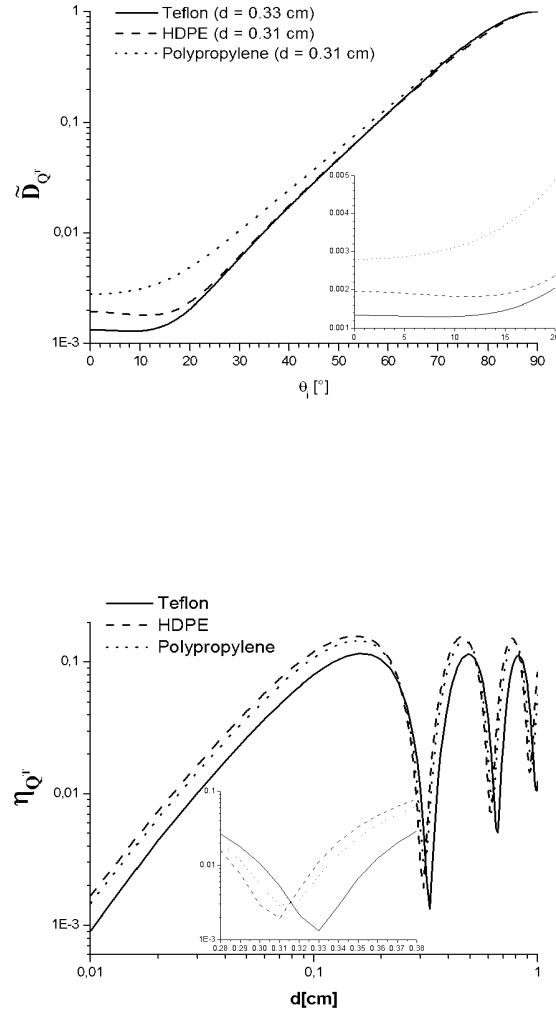 Teflon (d = 0.33 cm)
HDPE (d = 0.31 cm)
Polypropylene (d = 0.31 cm)
1
0,1
0,01
1E-3
D̃Qᵀ
0.005
0.004
0.003
0.002
0.001
0 5 10 15 20
0 10 20 30 40 50 60 70 80 90
θi [°]
Teflon
HDPE
Polypropylene
0,1
0,01
1E-3
ηQᵀ
0.1
0.01
1E-3
0.28 0.29 0.30 0.31 0.32 0.33 0.34 0.35 0.36 0.37 0.38
0,01 0,1 1
d[cm]